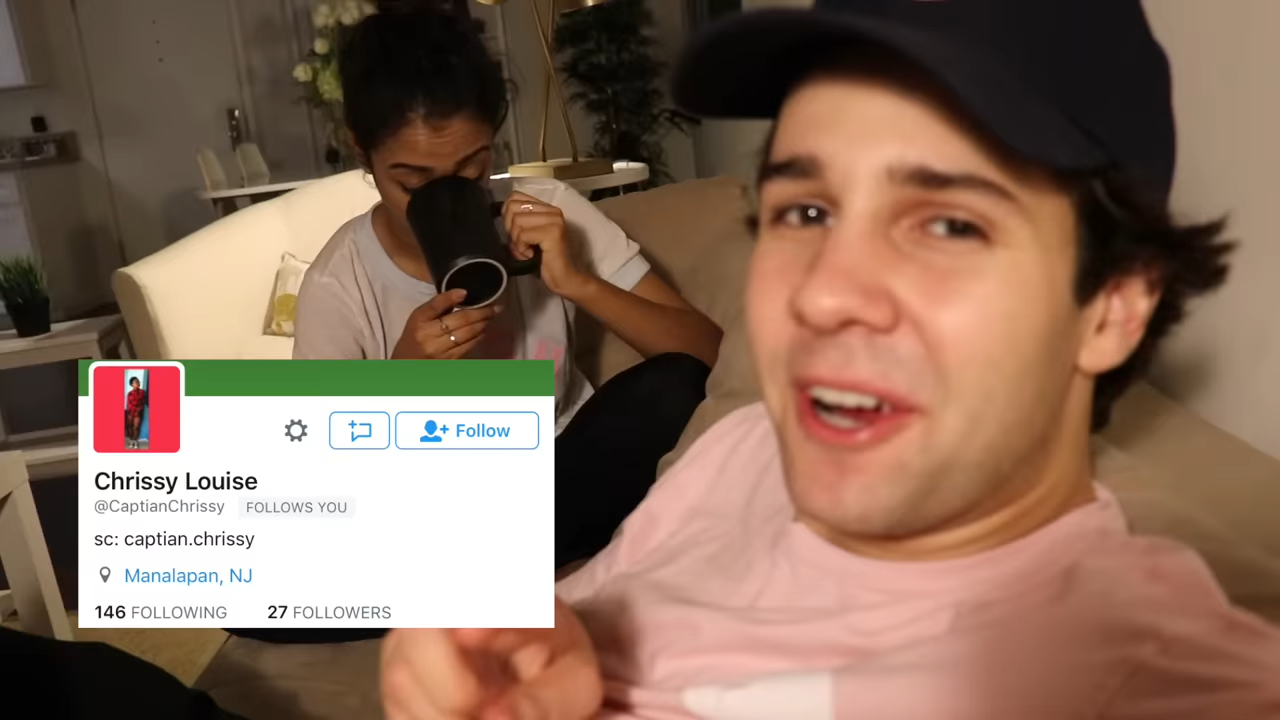 Follow
Chrissy Louise
@CaptianChrissy FOLLOWS YOU
sc: captian.chrissy
Manalapan, NJ
146 FOLLOWING 27 FOLLOWERS